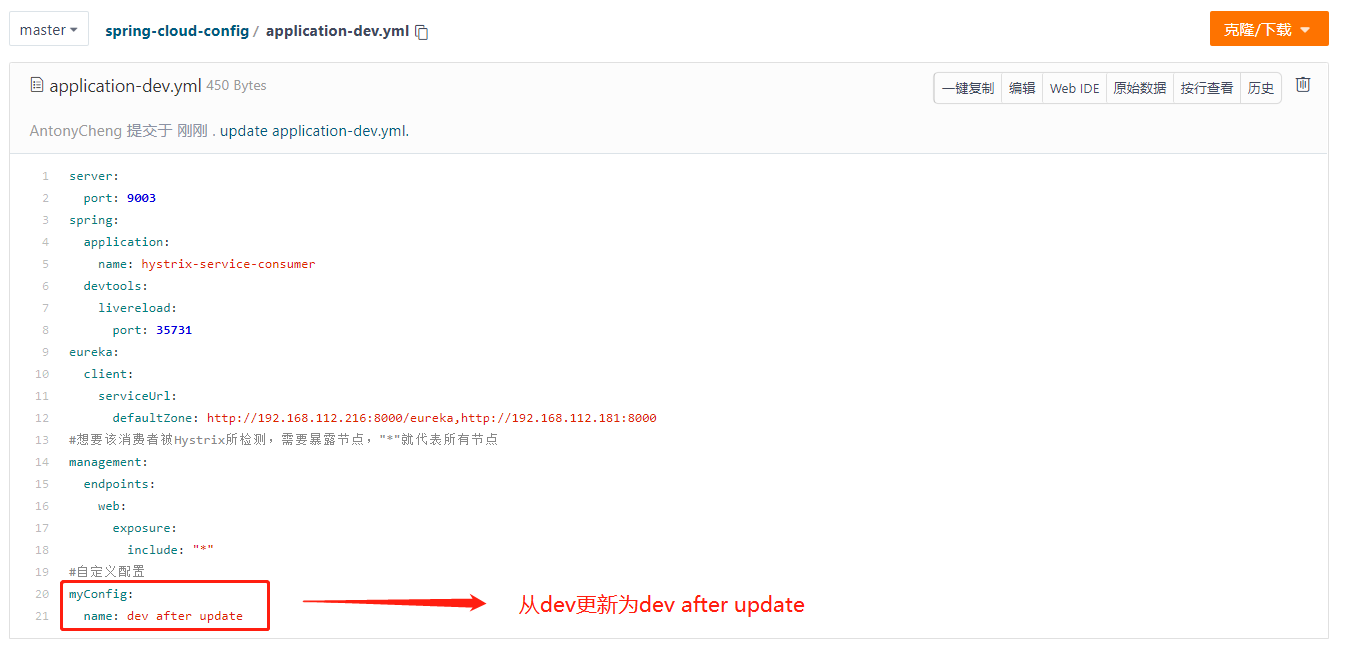 master
spring-cloud-config / application-dev.yml
克隆/下载
application-dev.yml 450 Bytes
一键复制 编辑 Web IDE 原始数据 按行查看 历史
AntonyCheng 提交于 刚刚 . update application-dev.yml.
1 server:
2 port: 9003
3 spring:
4 application:
5 name: hystrix-service-consumer
6 devtools:
7 livereload:
8 port: 35731
9 eureka:
10 client:
11 serviceUrl:
12 defaultZone: http://192.168.112.216:8000/eureka,http://192.168.112.181:8000
13 #想要该消费者被Hystrix所检测，需要暴露节点，"*"就代表所有节点
14 management:
15 endpoints:
16 web:
17 exposure:
18 include: "*"
19 #自定义配置
20 myConfig:
21 name: dev after update
从dev更新为dev after update